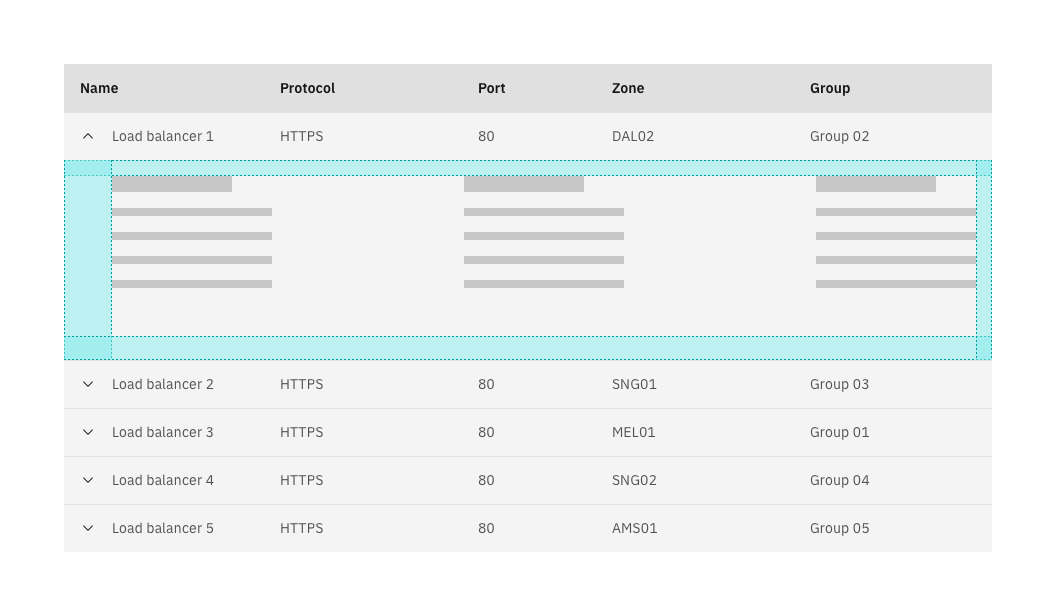 Name Protocol Port Zone Group
Load balancer 1 HTTPS 80 DAL02 Group 02
Load balancer 2 HTTPS 80 SNG01 Group 03
Load balancer 3 HTTPS 80 MEL01 Group 01
Load balancer 4 HTTPS 80 SNG02 Group 04
Load balancer 5 HTTPS 80 AMS01 Group 05